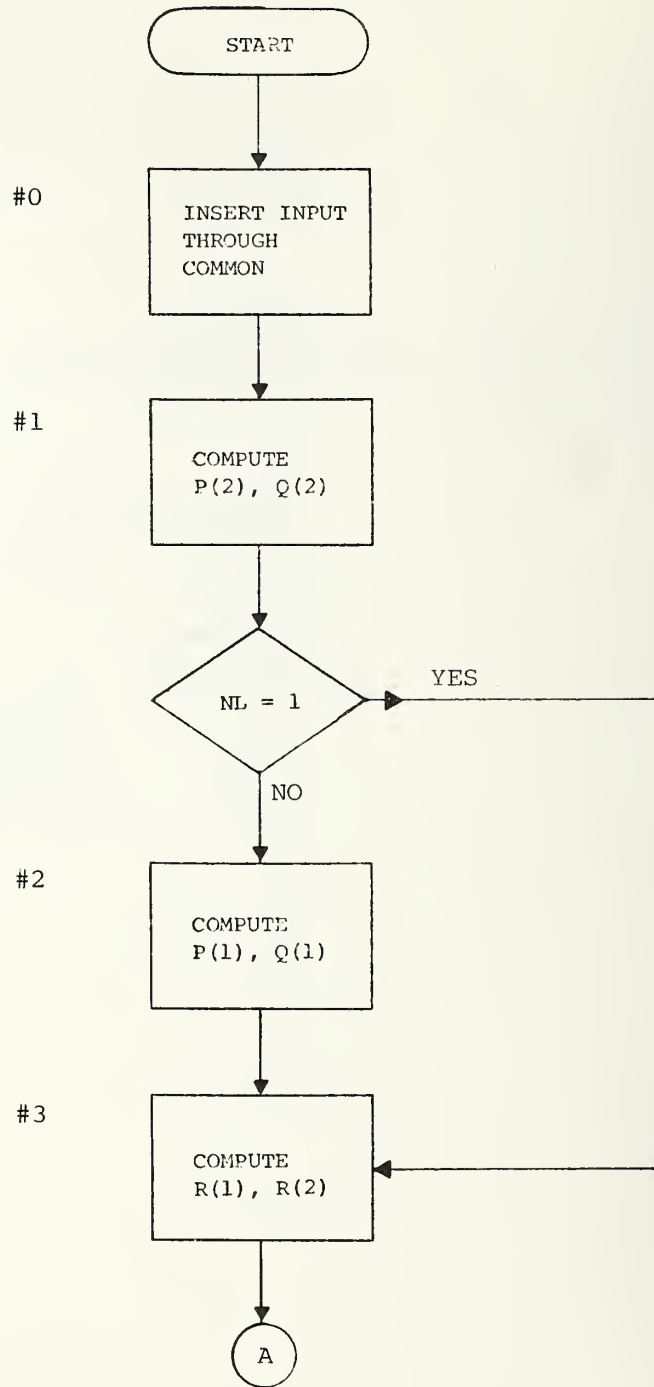 START
#0
INSERT INPUT
THROUGH
COMMON
#1
COMPUTE
P(2), Q(2)
NL = 1
YES
NO
#2
COMPUTE
P(1), Q(1)
#3
COMPUTE
R(1), R(2)
A